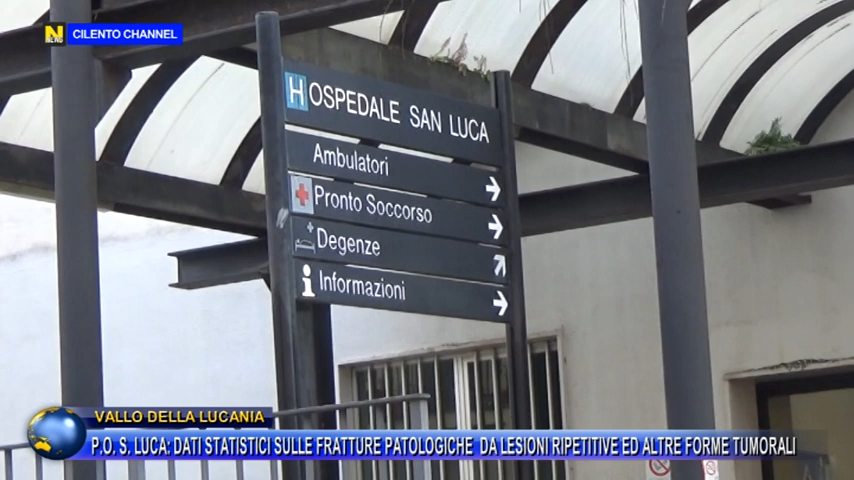 CILENTO CHANNEL
HOSPEDALE SAN LUCA
Ambulatori
Pronto Soccorso
Degenze
i Informazioni
VALLO DELLA LUCANIA
P.O. S. LUCA: DATI STATISTICI SULLE FRATTURE PATOLOGICHE DA LESIONI RIPETITIVE ED ALTRE FORME TUMORALI